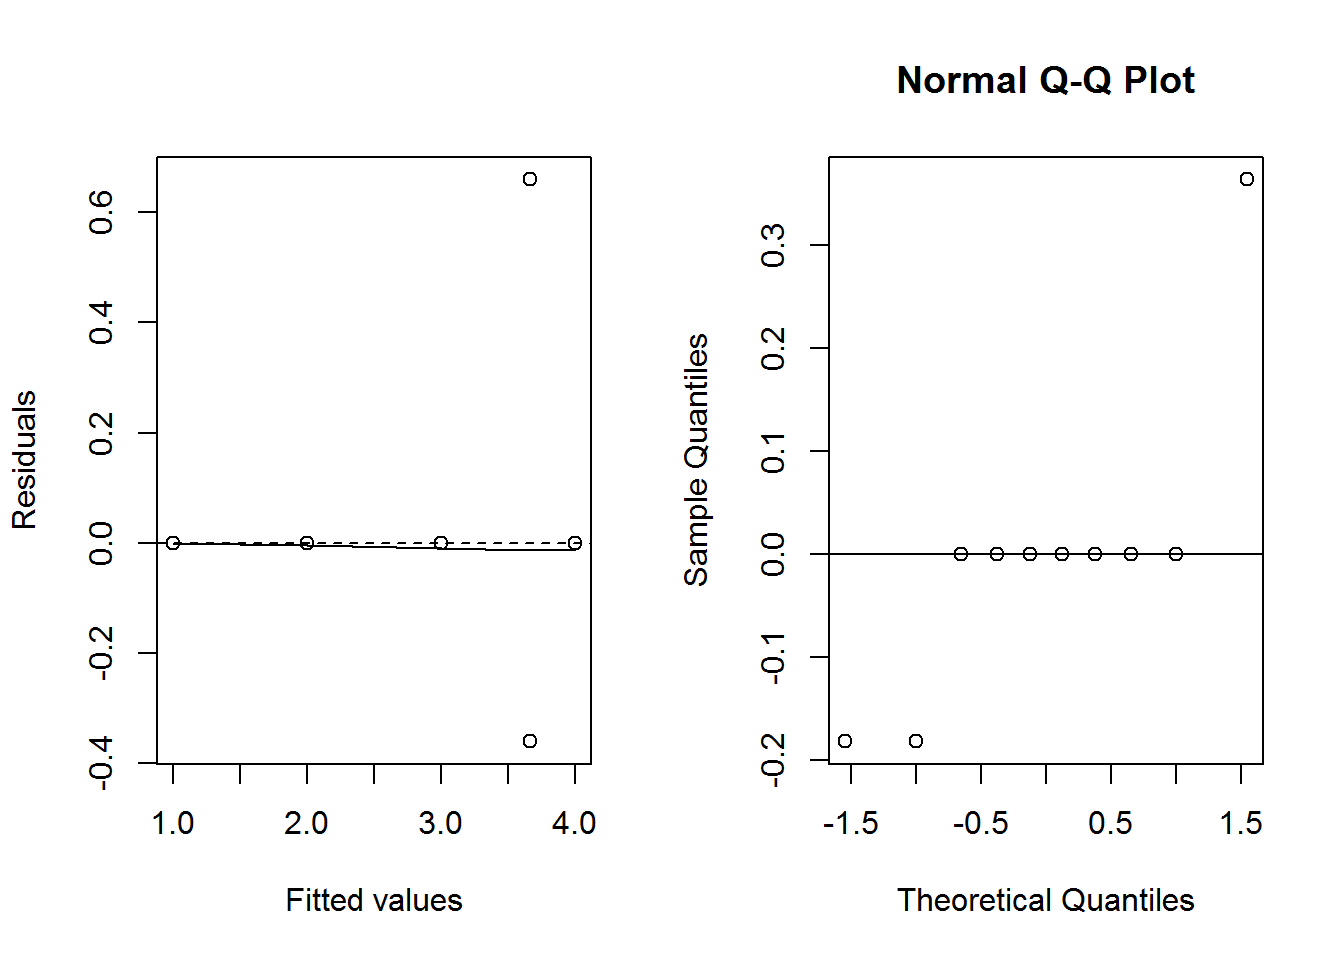 Normal Q-Q Plot
Residuals
0.6
0.4
0.2
0.0
-0.2
-0.4
1.0 2.0 3.0 4.0
Fitted values
Sample Quantiles
0.3
0.2
0.1
0.0
-0.1
-0.2
-1.5 -0.5 0.5 1.5
Theoretical Quantiles